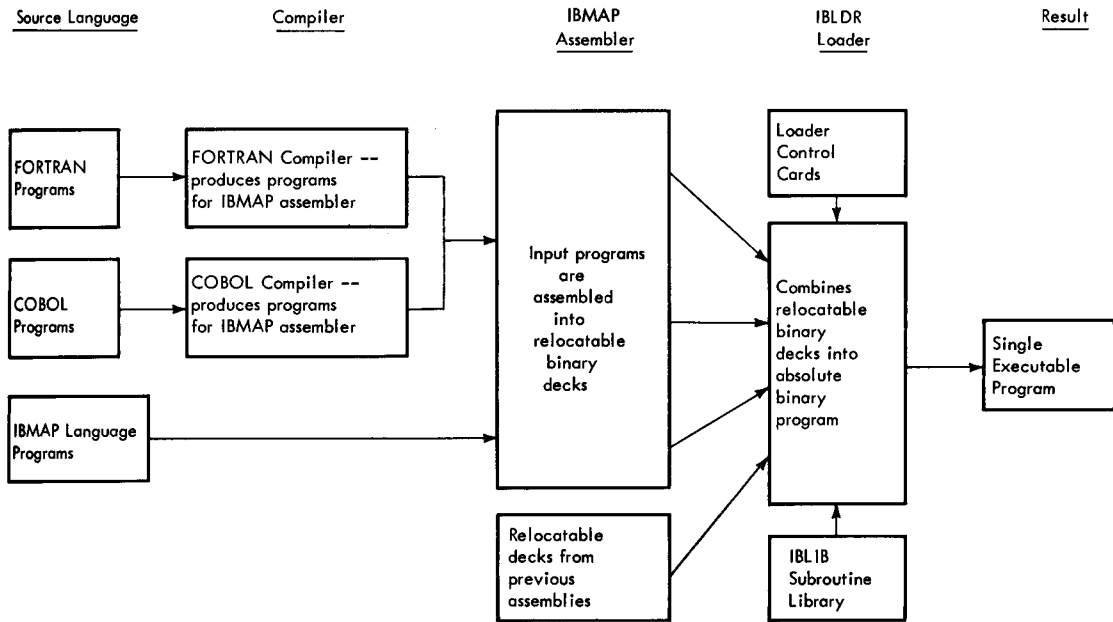 Source Language
Compiler
IBMAP
Assembler
IBLDR
Loader
Result
FORTRAN
Programs
FORTRAN Compiler --
produces programs
for IBMAP assembler
COBOL
Programs
COBOL Compiler --
produces programs
for IBMAP assembler
IBMAP Language
Programs
Input programs
are
assembled
into
relocatable
binary
decks
Relocatable
decks from
previous
assemblies
Loader
Control
Cards
Combines
relocatable
binary
decks into
absolute
binary
program
IBL1B
Subroutine
Library
Single
Executable
Program